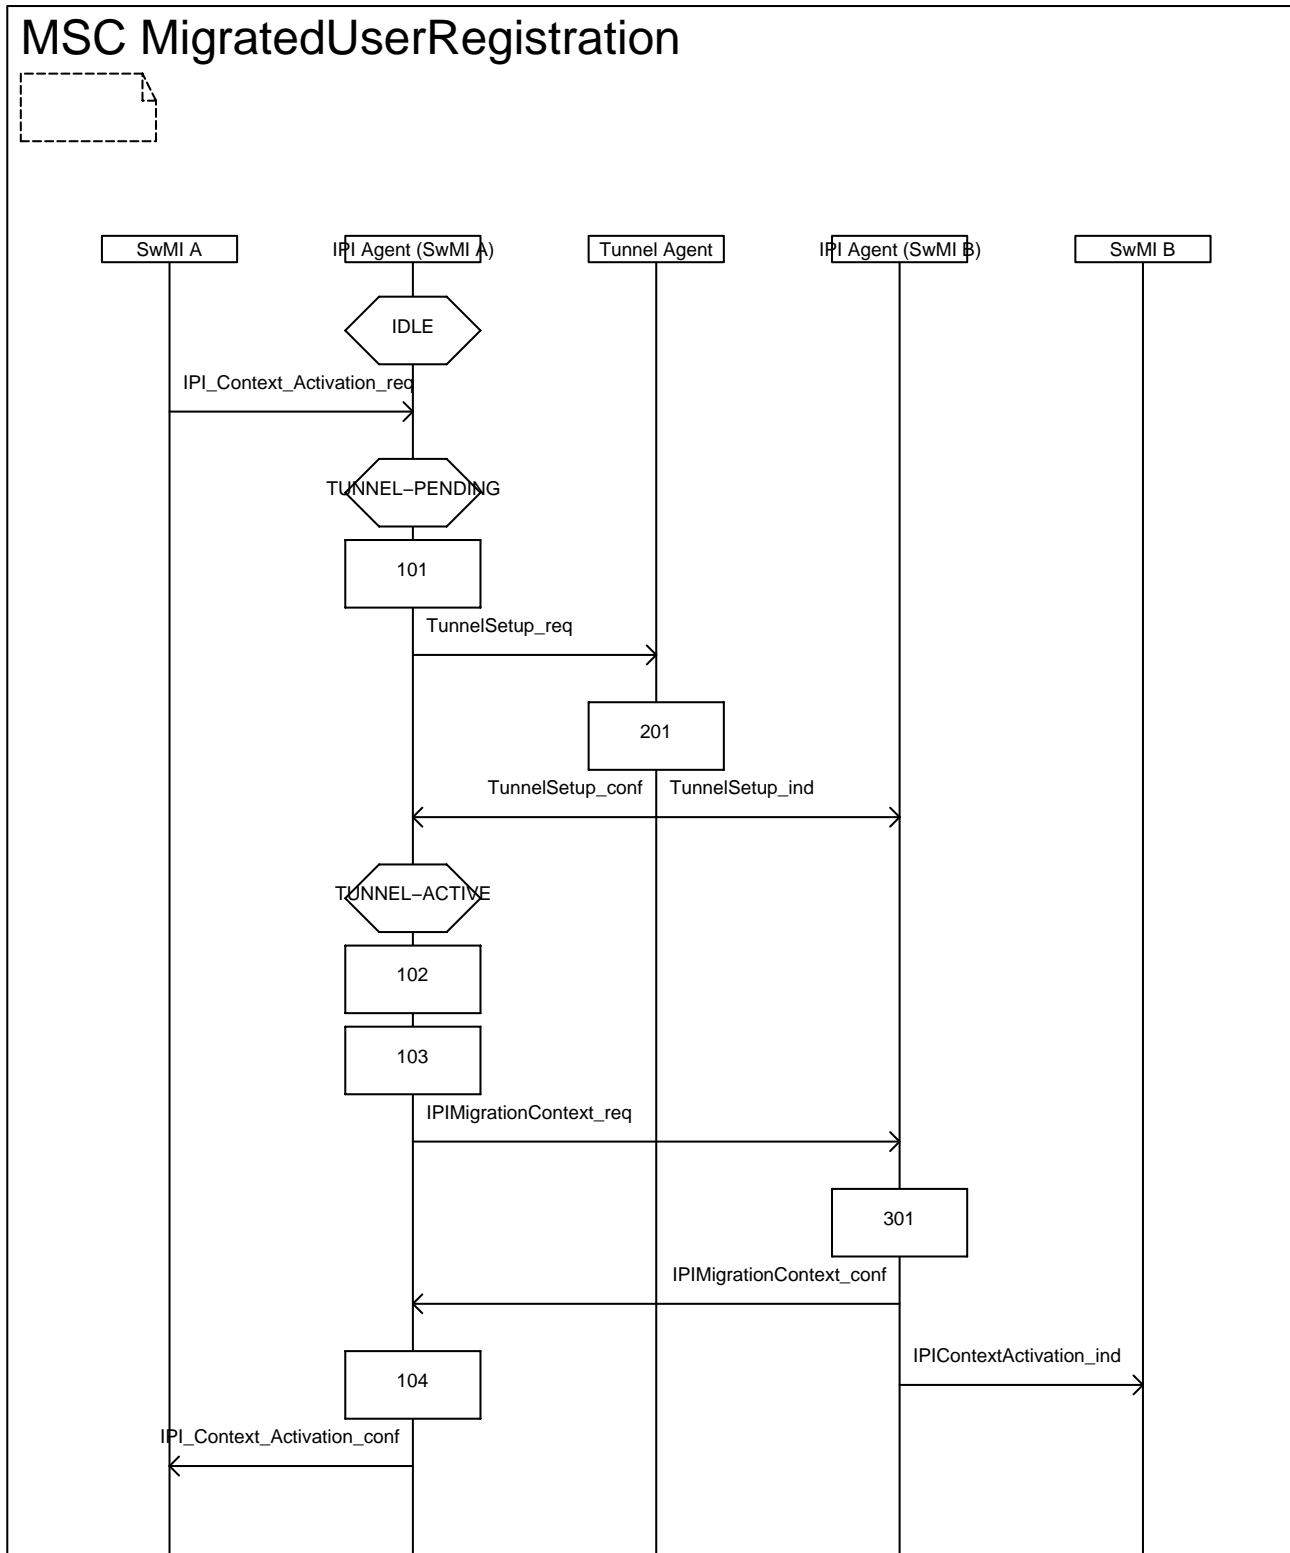 MSC MigratedUserRegistration
SwMI A
IPI Agent (SwMI A)
Tunnel Agent
IPI Agent (SwMI B)
SwMI B
IDLE
IPI_Context_Activation_req
TUNNEL−PENDING
101
TunnelSetup_req
201
TunnelSetup_conf
TunnelSetup_ind
TUNNEL−ACTIVE
102
103
IPIMigrationContext_req
301
IPIMigrationContext_conf
IPIContextActivation_ind
104
IPI_Context_Activation_conf